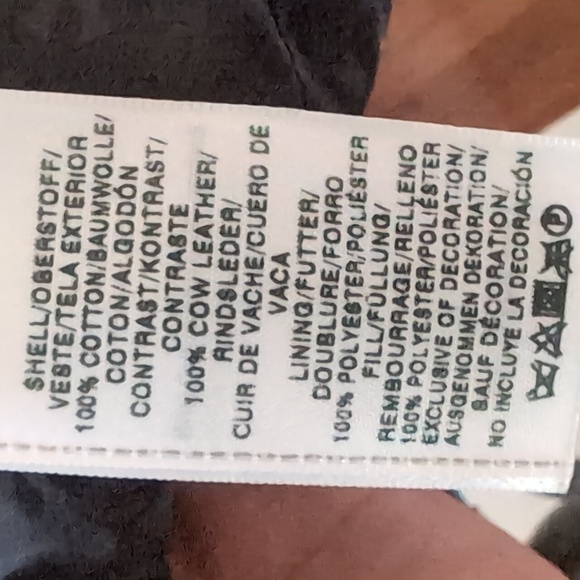 SHELL/OBERSTOFF/
VESTE/TELA EXTERIOR
100% COTTON/BAUMWOLLE/
COTON/ALGODÓN
CONTRAST/KONTRAST/
CONTRASTE
100% COW LEATHER/
RINDSLEDER/
CUIR DE VACHE/CUERO DE
VACA
LINING/FUTTER/
DOUBLURE/FORRO
100% POLYESTER/POLIÉSTER
FILL/FÜLLUNG/
REMBOURRAGE/RELLENO
100% POLYESTER/POLIÉSTER
EXCLUSIVE OF DECORATION/
AUSGENOMMEN DEKORATION/
SAUF DÉCORATION/
NO INCLUYE LA DECORACIÓN
P